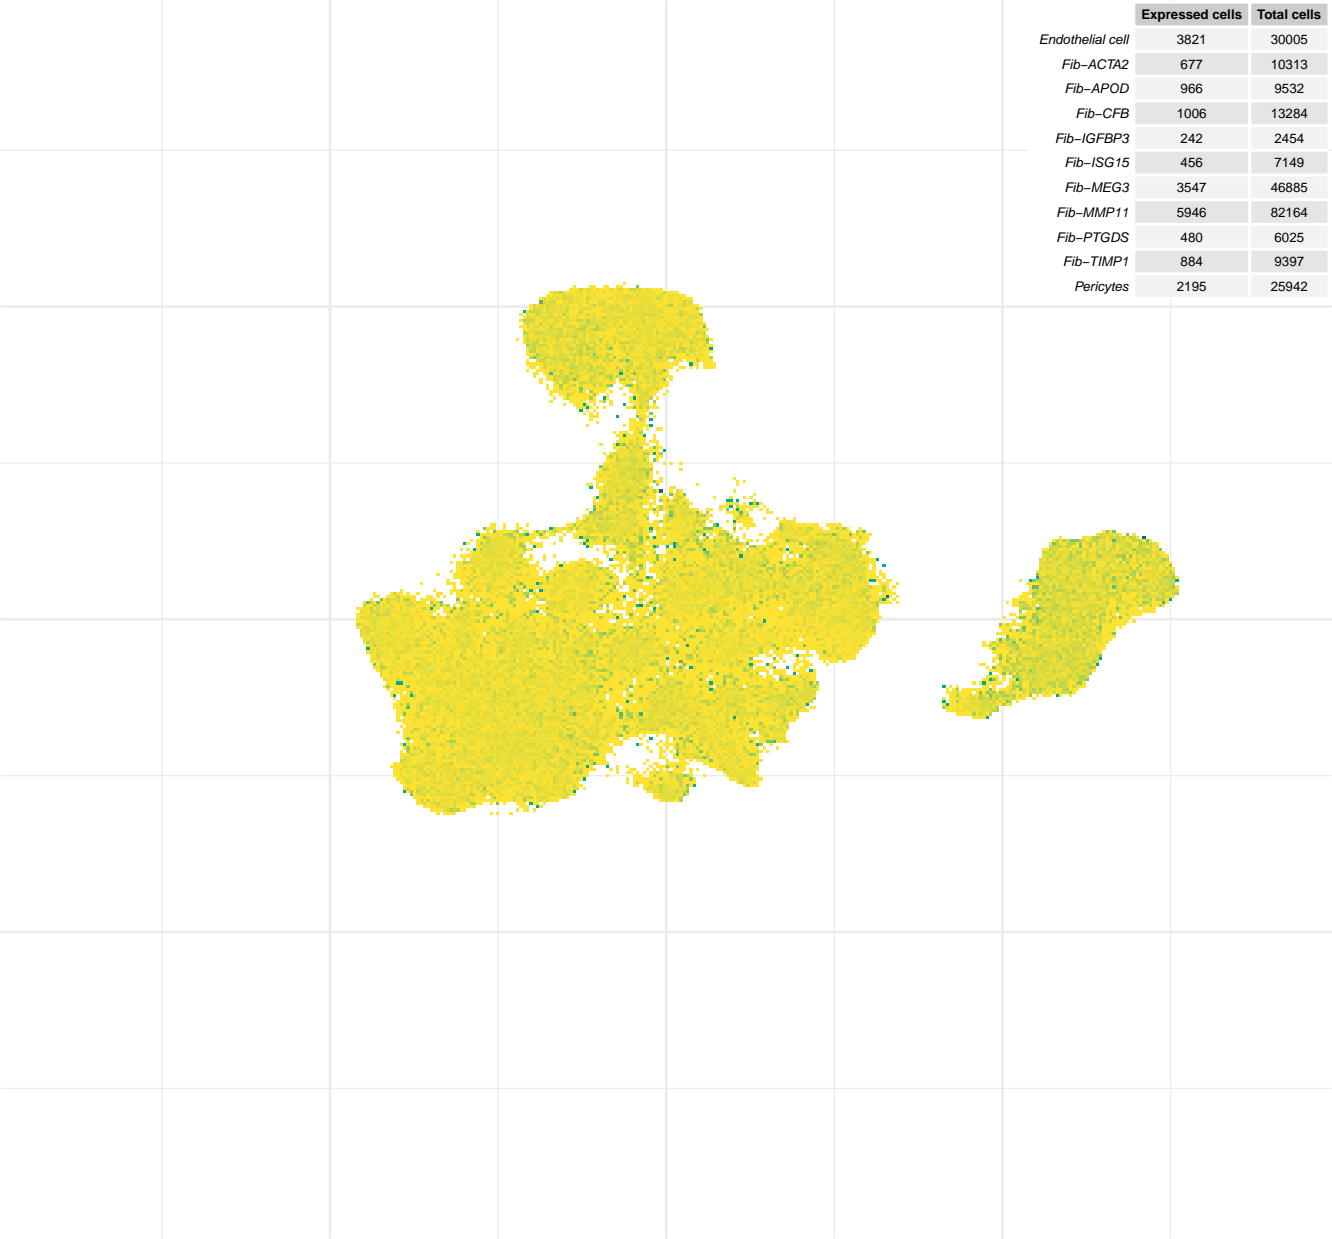 Expressed cells Total cells
Endothelial cell 3821 30005
Fib−ACTA2 677 10313
Fib−APOD 966 9532
Fib−CFB 1006 13284
Fib−IGFBP3 242 2454
Fib−ISG15 456 7149
Fib−MEG3 3547 46885
Fib−MMP11 5946 82164
Fib−PTGDS 480 6025
Fib−TIMP1 884 9397
Pericytes 2195 25942